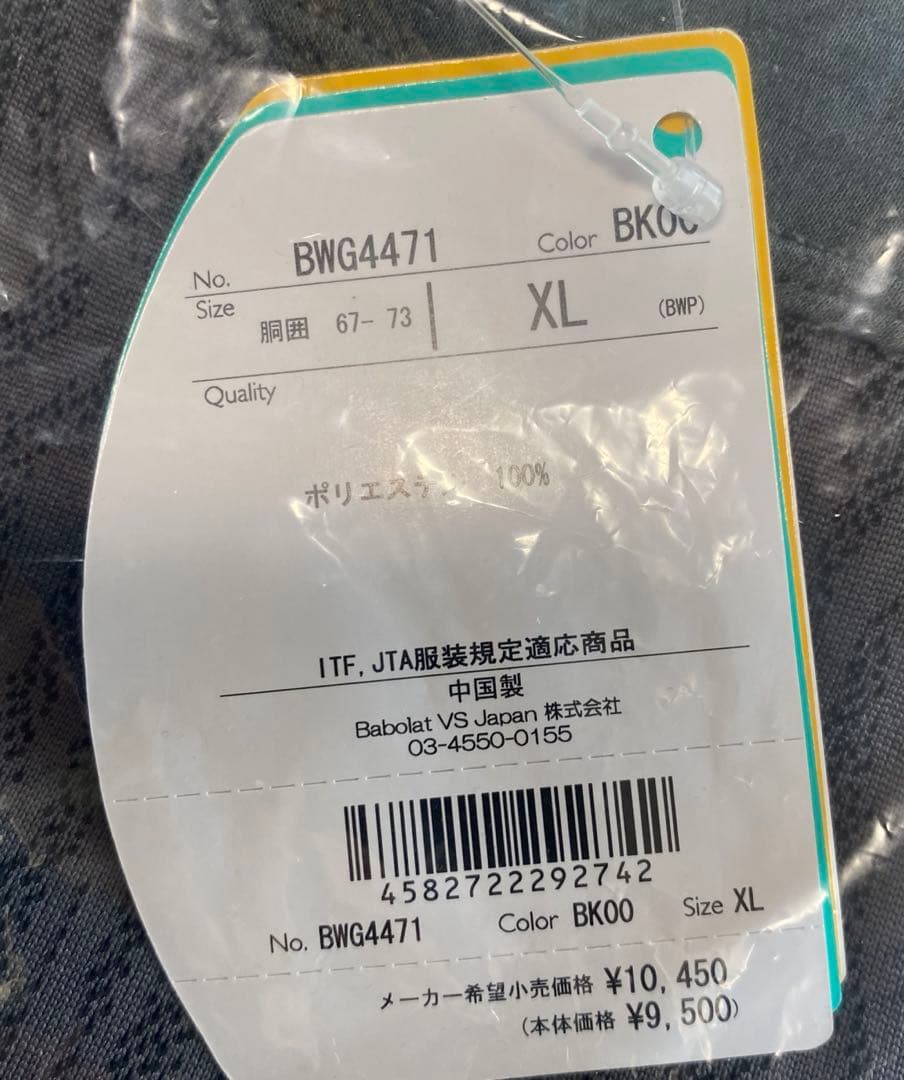 No. BWG4471 Color BK00
Size 胴囲 67- 73 XL (BWP)
Quality
ポリエステ 100%
ITF, JTA服装規定適応商品
中国製
Babolat VS Japan 株式会社
03-4550-0155
4582722292742
No. BWG4471 Color BK00 Size XL
メーカー希望小売価格 ¥10,450
(本体価格 ¥9,500)